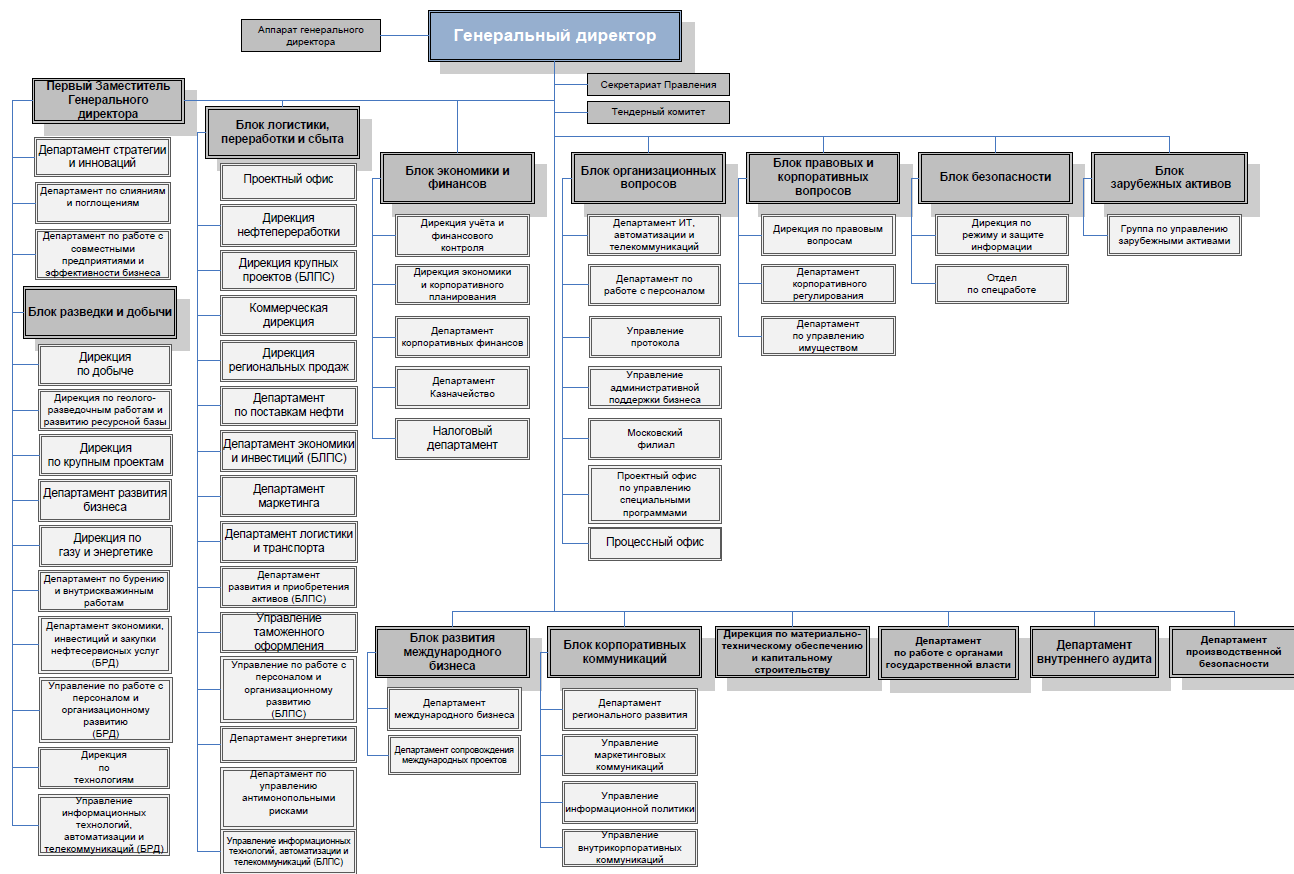 Аппарат генерального
директора
Генеральный директор
Секретариат Правления
Тендерный комитет
Первый Заместитель
Генерального
директора
Департамент стратегии
и инноваций
Департамент по слияниям
и поглощениям
Департамент по работе с
совместными
предприятиями и
эффективности бизнеса
Блок разведки и добычи
Дирекция
по добыче
Дирекция по геолого-
разведочным работам и
развитию ресурсной базы
Дирекция
по крупным проектам
Департамент развития
бизнеса
Дирекция по
газу и энергетике
Департамент по бурению
и внутрискважинным
работам
Департамент экономики,
инвестиций и закупки
нефтесервисных услуг
(БРД)
Управление по работе с
персоналом и
организационному
развитию
(БРД)
Дирекция
по
технологиям
Управление
информационных
технологий,
автоматизации и
телекоммуникаций (БРД)
Блок логистики,
переработки и сбыта
Проектный офис
Дирекция
нефтепереработки
Дирекция крупных
проектов (БЛПС)
Коммерческая
дирекция
Дирекция
региональных продаж
Департамент
по поставкам нефти
Департамент экономики
и инвестиций (БЛПС)
Департамент
маркетинга
Департамент логистики
и транспорта
Департамент
развития и приобретения
активов (БЛПС)
Управление
таможенного
оформления
Управление по работе с
персоналом и
организационному
развитию
(БЛПС)
Департамент энергетики
Департамент по
управлению
антимонопольными
рисками
Управление информационных
технологий, автоматизации и
телекоммуникаций (БЛПС)
Блок экономики и
финансов
Дирекция учёта и
финансового
контроля
Дирекция экономики
и корпоративного
планирования
Департамент
корпоративных финансов
Департамент
Казначейство
Налоговый
департамент
Блок организационных
вопросов
Департамент ИТ,
автоматизации и
телекоммуникаций
Департамент по
работе с персоналом
Управление
протокола
Управление
административной
поддержки бизнеса
Московский
филиал
Проектный офис
по управлению
специальными
программами
Процессный офис
Блок правовых и
корпоративных
вопросов
Дирекция по правовым
вопросам
Департамент
корпоративного
регулирования
Департамент
по управлению
имуществом
Блок безопасности
Дирекция по
режиму и защите
информации
Отдел
по спецработе
Блок
зарубежных активов
Группа по управлению
зарубежными активами
Блок развития
международного
бизнеса
Департамент
международного бизнеса
Департамент сопровождения
международных проектов
Блок корпоративных
коммуникаций
Департамент
регионального развития
Управление
маркетинговых
коммуникаций
Управление
информационной политики
Управление
внутрикорпоративных
коммуникаций
Дирекция по материально-
техническому обеспечению
и капитальному
строительству
Департамент
по работе с органами
государственной власти
Департамент
внутреннего аудита
Департамент
производственной
безопасности